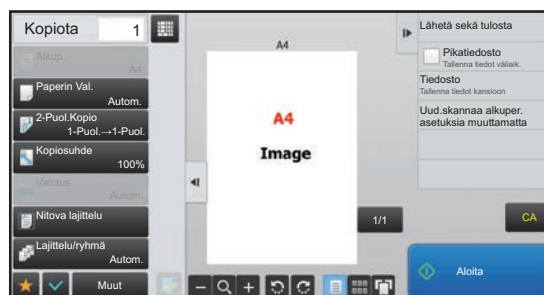 Kopiota 1
Alkup.
A4
Paperin Val.
Autom.
2-Puol.Kopio
1-Puol.→1-Puol.
Kopiosuhde
100%
Valotus
Autom.
Nitova lajittelu
Lajittelu/ryhmä
Autom.
Muut
A4
A4
Image
1/1
Lähetä sekä tulosta
Pikatiedosto
Tallenna tiedot väliaik.
Tiedosto
Tallenna tiedot kansioon
Uud.skannaa alkuper.
asetuksia muuttamatta
CA
Aloita